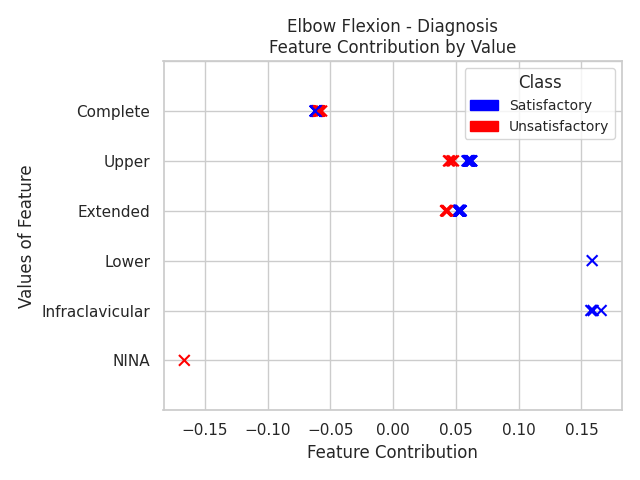 Elbow Flexion - Diagnosis
Feature Contribution by Value
Class
Satisfactory
Unsatisfactory
Values of Feature
Complete
Upper
Extended
Lower
Infraclavicular
NINA
−0.15 −0.10 −0.05 0.00 0.05 0.10 0.15
Feature Contribution